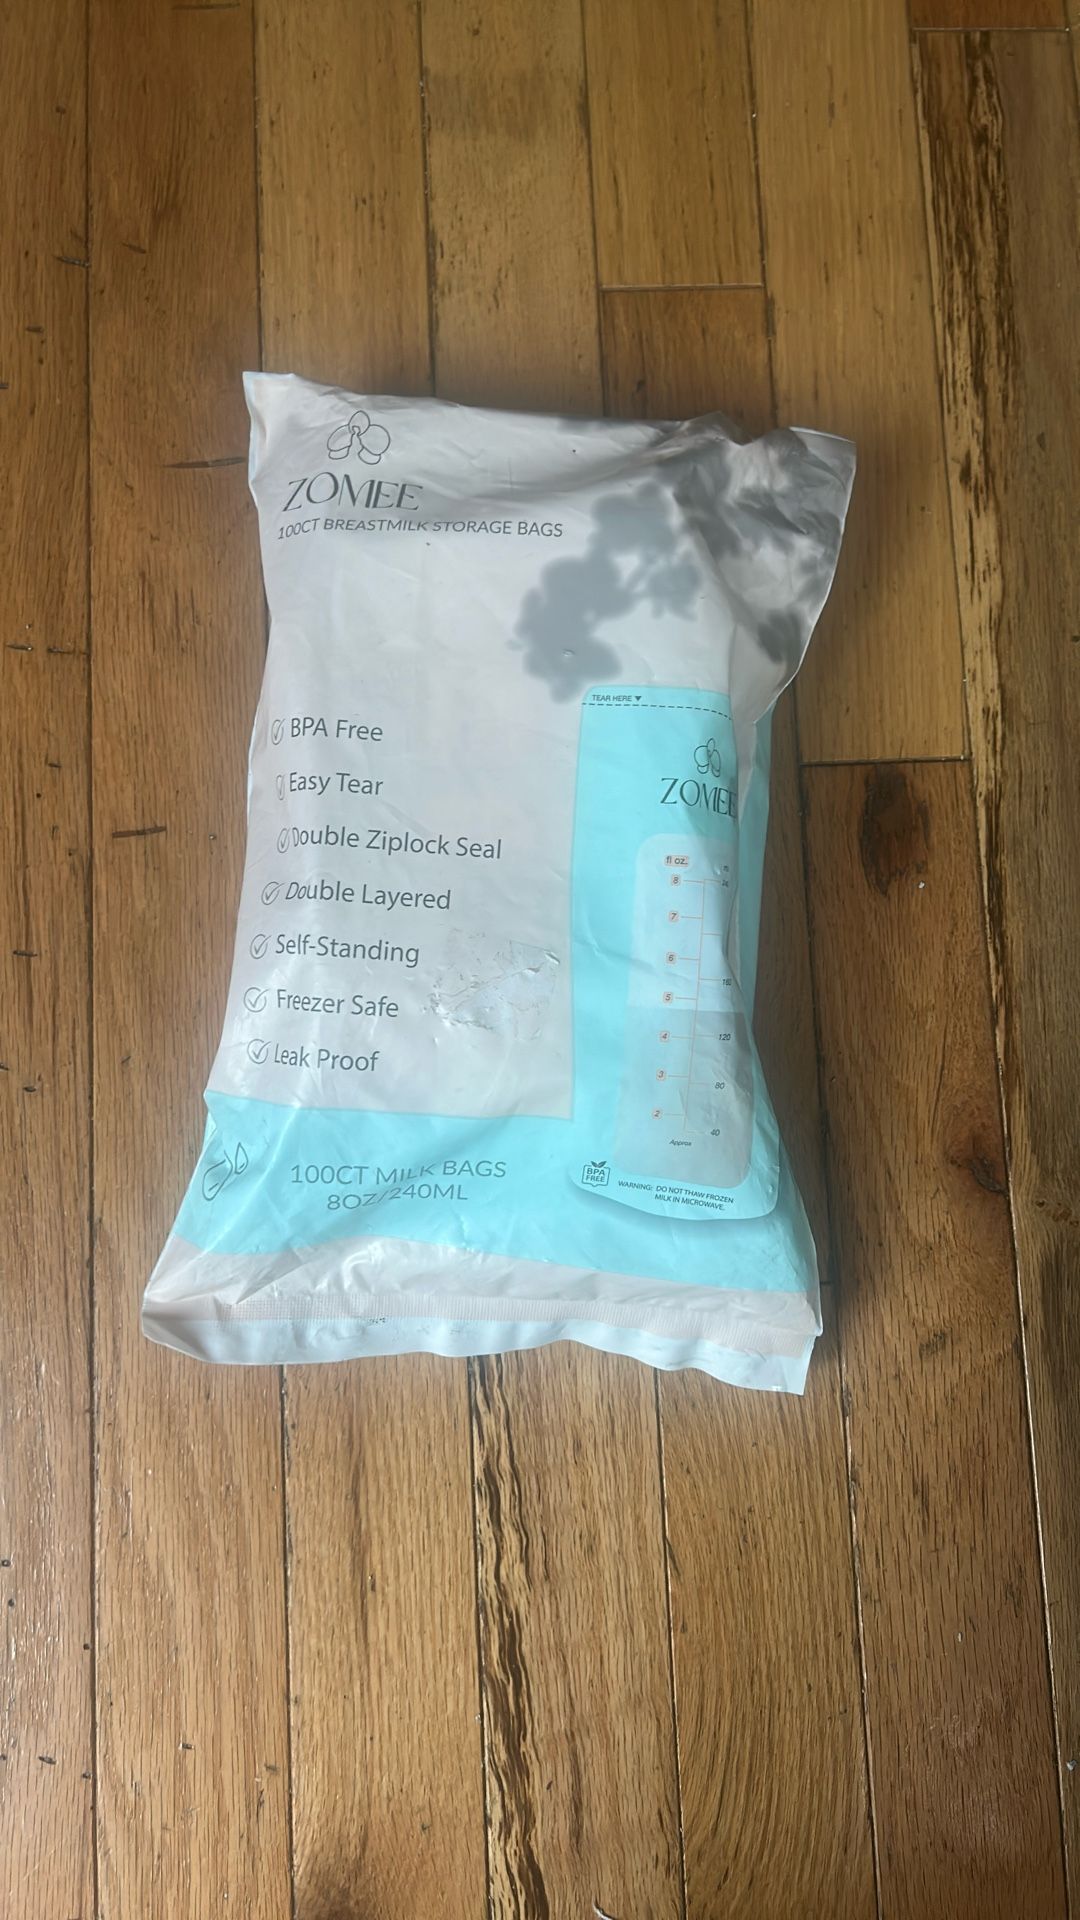 ZOMEE
100CT BREASTMILK STORAGE BAGS
BPA Free
Easy Tear
Double Ziplock Seal
Double Layered
Self-Standing
Freezer Safe
Leak Proof
100CT MILK BAGS
8OZ/240ML
TEAR HERE
ZOMEE
fl oz.
8
7
6
5 160
4 120
3 80
2 40
Approx
BPA
FREE
WARNING: DO NOT THAW FROZEN
MILK IN MICROWAVE.